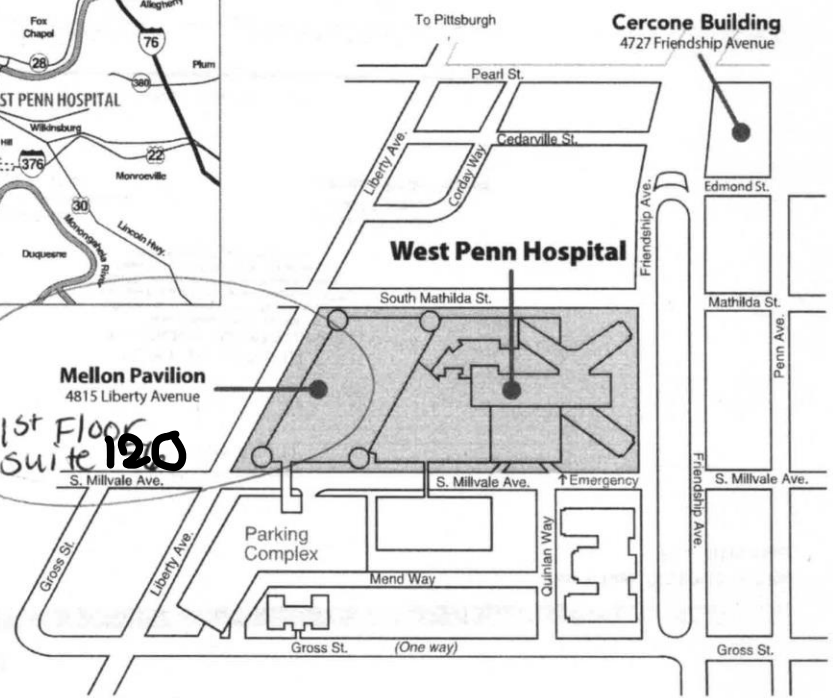 Allegheny
Fox
Chapel
76
28
Plum
380
ST PENN HOSPITAL
Wilkinsburg
Hill
376
22
Monroeville
30
Lincoln Hwy.
Monongahela River
Duquesne
To Pittsburgh
Cercone Building
4727 Friendship Avenue
Pearl St.
Cedarville St.
Liberty Ave.
Corday Way
Friendship Ave.
Edmond St.
West Penn Hospital
South Mathilda St.
Mathilda St.
Penn Ave.
Mellon Pavilion
4815 Liberty Avenue
1st Floor
Suite 120
S. Millvale Ave.
S. Millvale Ave.
↑Emergency
S. Millvale Ave.
Friendship Ave.
Gross St.
Liberty Ave.
Parking
Complex
Quinlan Way
Mend Way
Gross St. (One way)
Gross St.